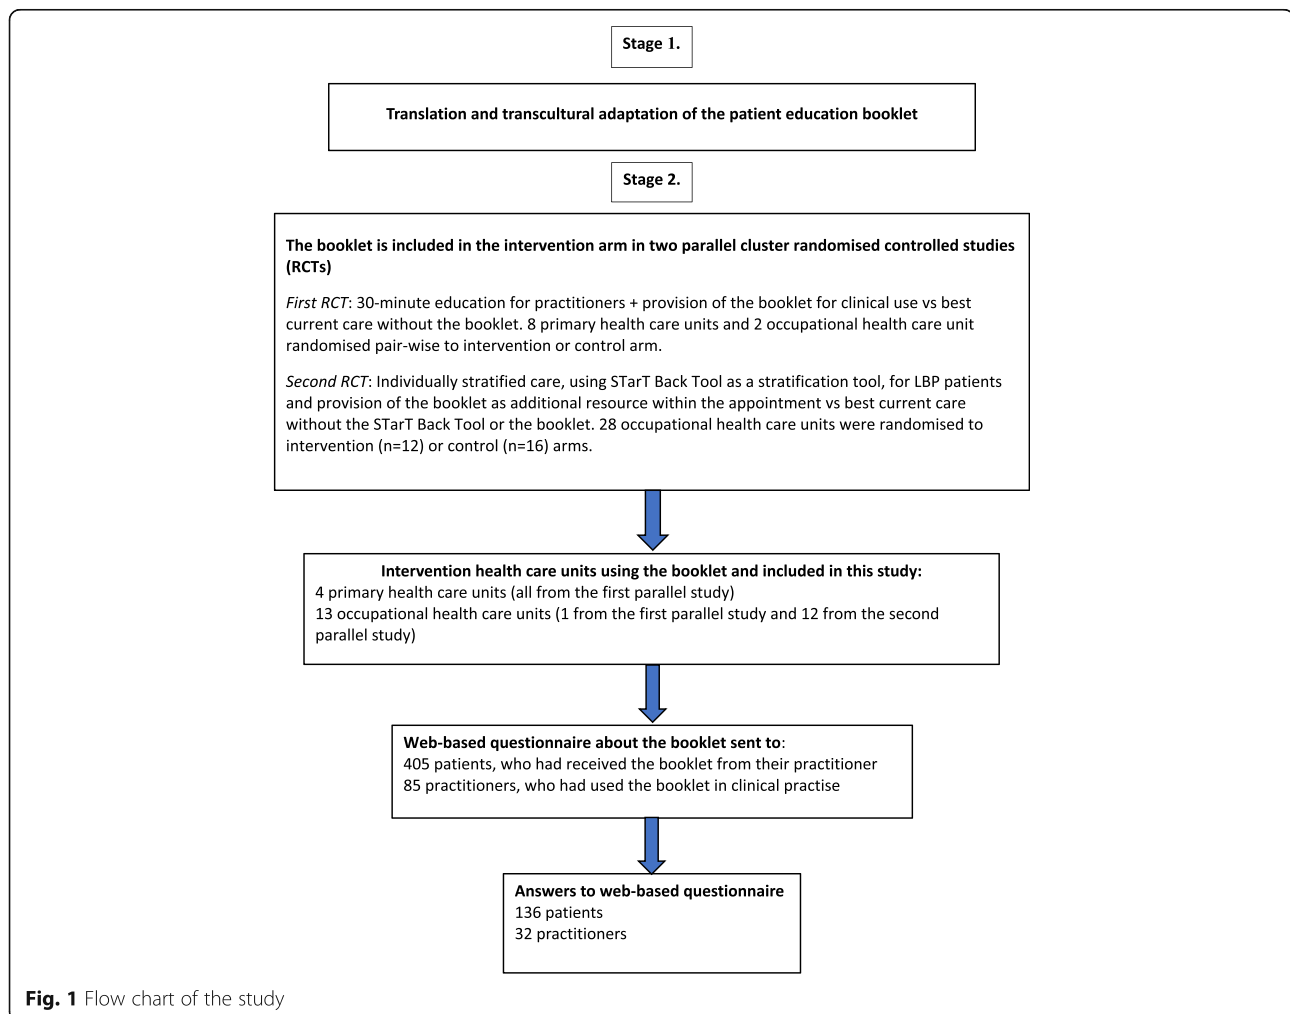 Stage 1.
Translation and transcultural adaptation of the patient education booklet
Stage 2.
The booklet is included in the intervention arm in two parallel cluster randomised controlled studies
(RCTs)
First RCT: 30-minute education for practitioners + provision of the booklet for clinical use vs best
current care without the booklet. 8 primary health care units and 2 occupational health care unit
randomised pair-wise to intervention or control arm.
Second RCT: Individually stratified care, using STarT Back Tool as a stratification tool, for LBP patients
and provision of the booklet as additional resource within the appointment vs best current care
without the STarT Back Tool or the booklet. 28 occupational health care units were randomised to
intervention (n=12) or control (n=16) arms.
Intervention health care units using the booklet and included in this study:
4 primary health care units (all from the first parallel study)
13 occupational health care units (1 from the first parallel study and 12 from the second
parallel study)
Web-based questionnaire about the booklet sent to:
405 patients, who had received the booklet from their practitioner
85 practitioners, who had used the booklet in clinical practise
Answers to web-based questionnaire
136 patients
32 practitioners
Fig. 1 Flow chart of the study